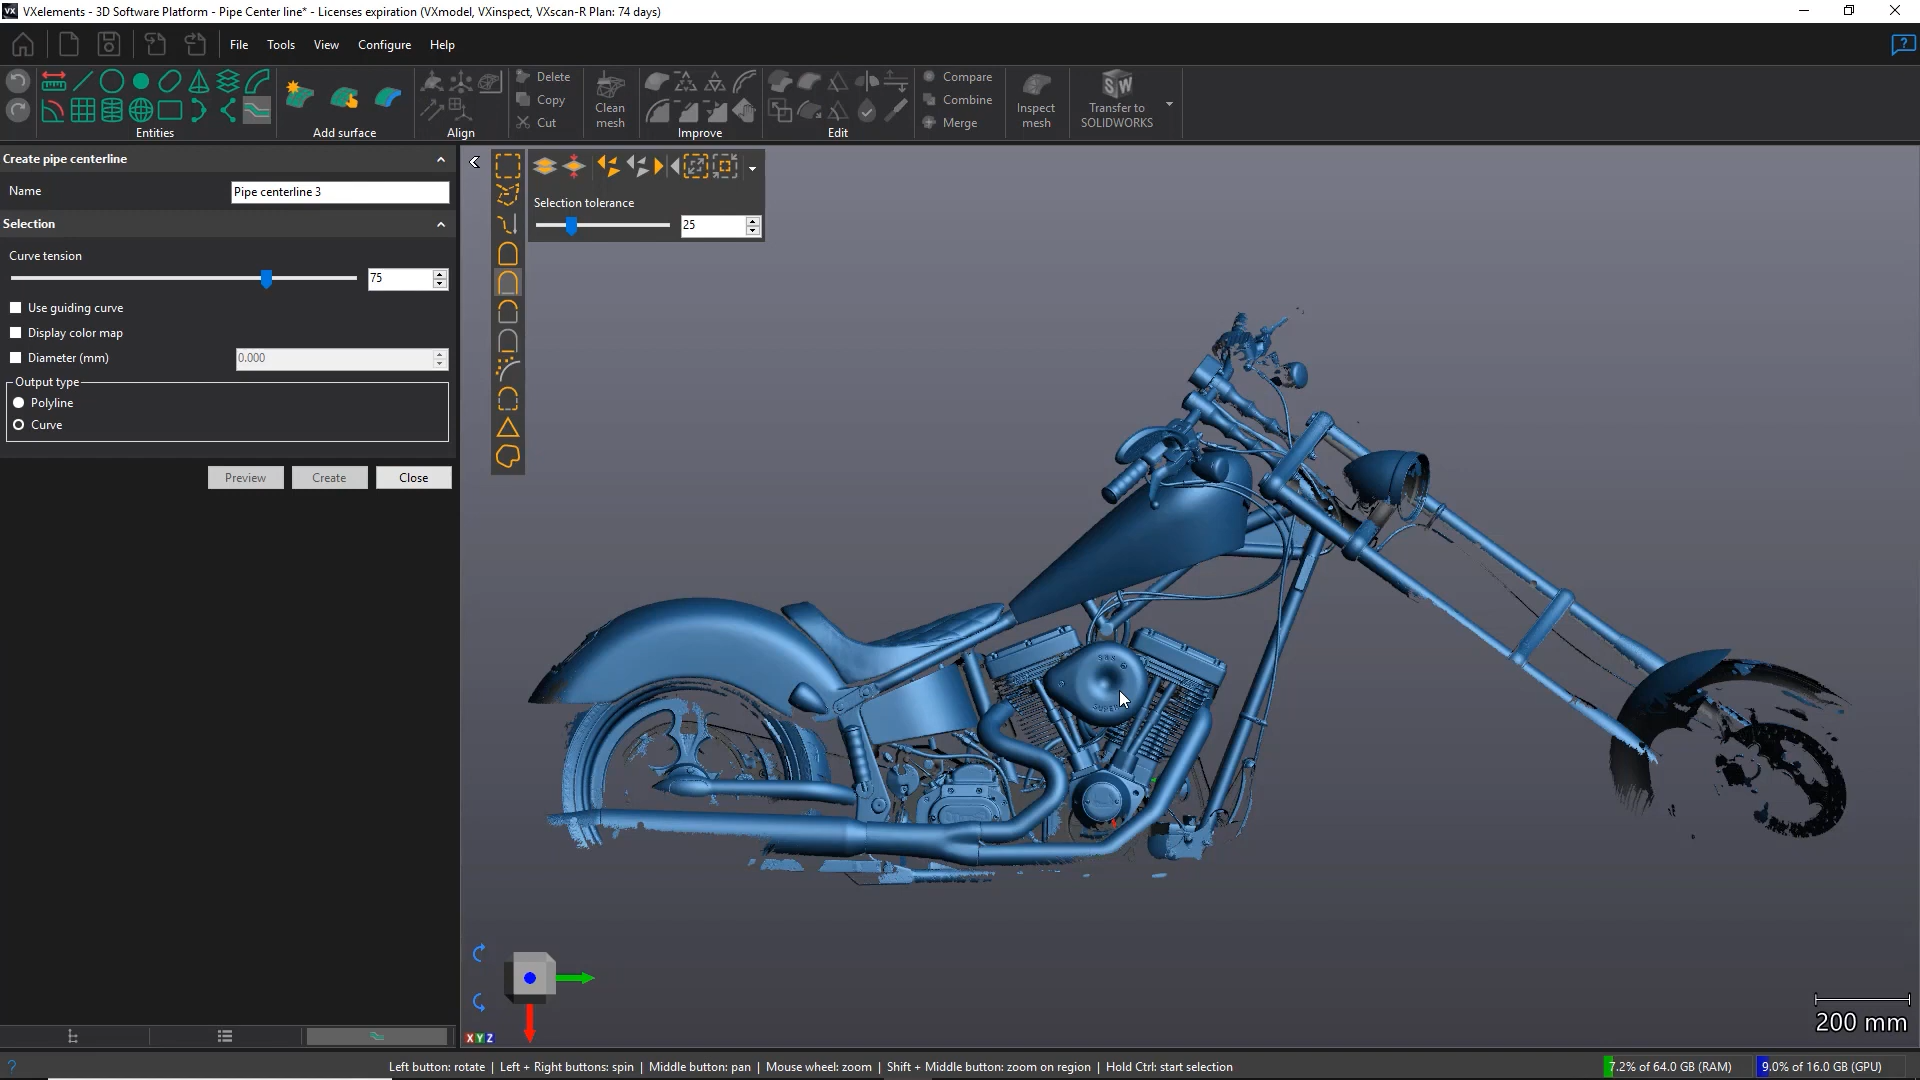 VXelements - 3D Software Platform - Pipe Center line* - Licenses expiration (VXmodel, VXinspect, VXscan-R Plan: 74 days)
File Tools View Configure Help
Delete
Copy
Cut
Clean mesh
Compare
Combine
Merge
Inspect mesh
Transfer to SOLIDWORKS
Entities
Add surface
Align
Improve
Edit
Create pipe centerline
Name
Pipe centerline 3
Selection
Curve tension
75
Use guiding curve
Display color map
Diameter (mm)
0.000
Output type
Polyline
Curve
Preview
Create
Close
Selection tolerance
25
S&S
SUPER
X Y Z
200 mm
Left button: rotate | Left + Right buttons: spin | Middle button: pan | Mouse wheel: zoom | Shift + Middle button: zoom on region | Hold Ctrl: start selection
7.2% of 64.0 GB (RAM)
9.0% of 16.0 GB (GPU)